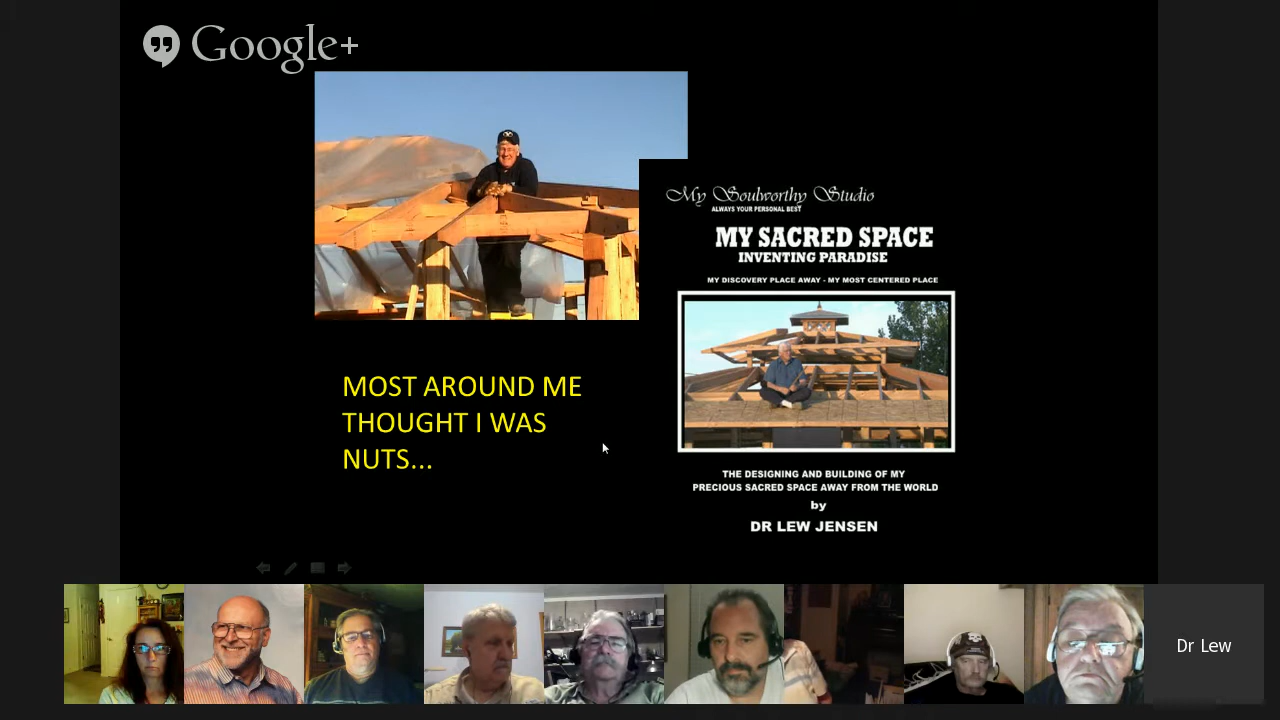 Google+
My Soulworthy Studio
ALWAYS YOUR PERSONAL BEST
MY SACRED SPACE
INVENTING PARADISE
MY DISCOVERY PLACE AWAY - MY MOST CENTERED PLACE
MOST AROUND ME
THOUGHT I WAS
NUTS...
THE DESIGNING AND BUILDING OF MY
PRECIOUS SACRED SPACE AWAY FROM THE WORLD
by
DR LEW JENSEN
Dr Lew